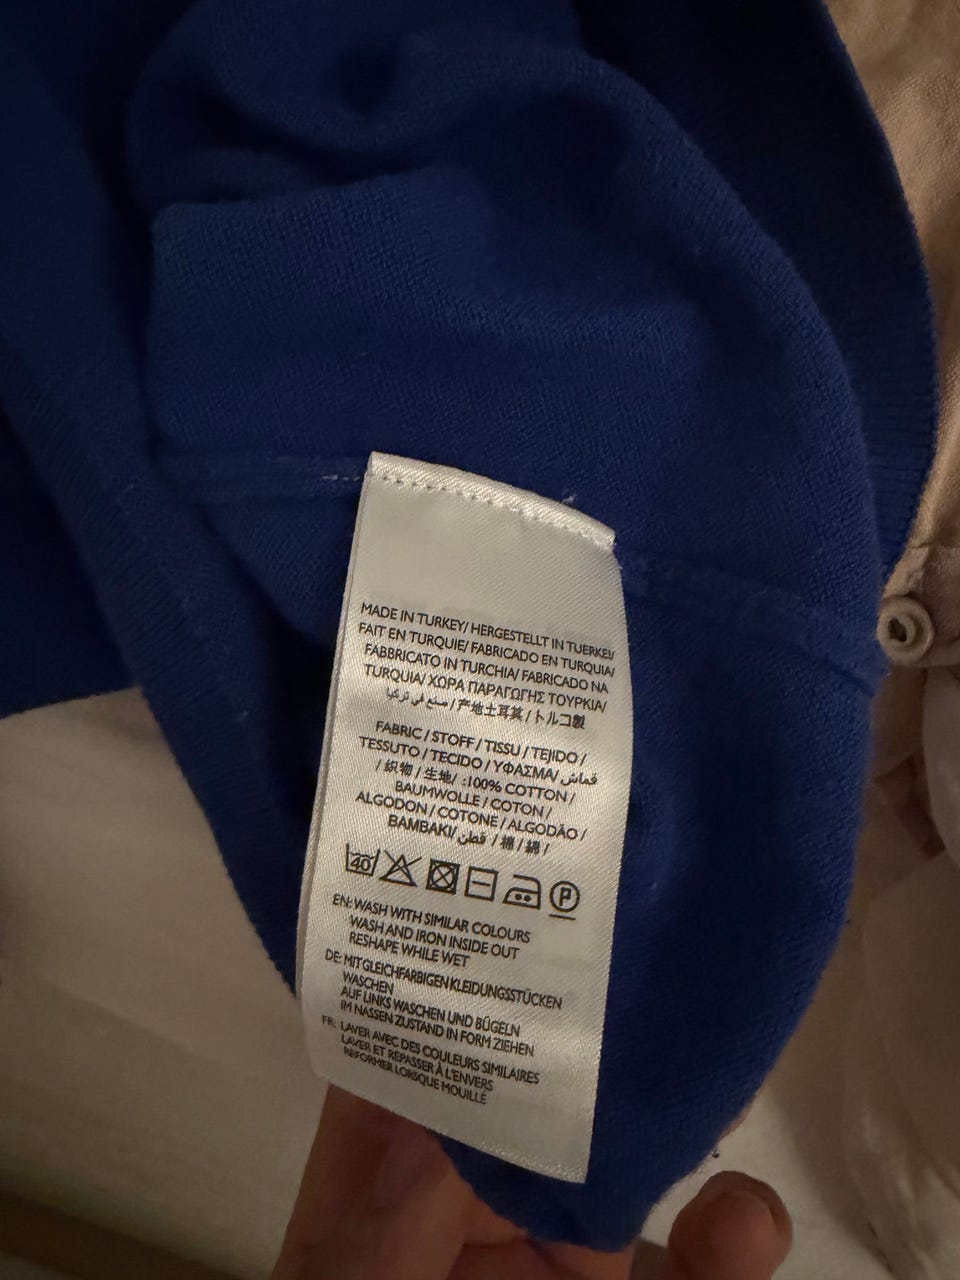 MADE IN TURKEY/ HERGESTELLT IN TUERKEI/
FAIT EN TURQUIE/ FABRICADO EN TURQUIA/
FABBRICATO IN TURCHIA/ FABRICADO NA
TURQUIA/ ΧΩΡΑ ΠΑΡΑΓΩΓΗΣ ΤΟΥΡΚΙΑ/
صنع في تركيا / 产地土耳其 / トルコ製
FABRIC / STOFF / TISSU / TEJIDO /
TESSUTO / TECIDO / ΥΦΑΣΜΑ/ قماش
/ 織物 / 生地/ :100% COTTON /
BAUMWOLLE / COTON /
ALGODON / COTONE / ALGODÃO /
BAMBAKI/ قطن / 棉 / 綿 /
40 P
EN: WASH WITH SIMILAR COLOURS
WASH AND IRON INSIDE OUT
RESHAPE WHILE WET
DE: MIT GLEICHFARBIGEN KLEIDUNGSSTÜCKEN
WASCHEN
AUF LINKS WASCHEN UND BÜGELN
IM NASSEN ZUSTAND IN FORM ZIEHEN
FR: LAVER AVEC DES COULEURS SIMILAIRES
LAVER ET REPASSER À L'ENVERS
REFORMER LORSQUE MOUILLÉ